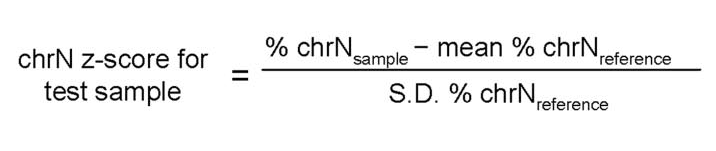 chrN z-score for
test sample
=
% chrNsample − mean % chrNreference
S.D. % chrNreference